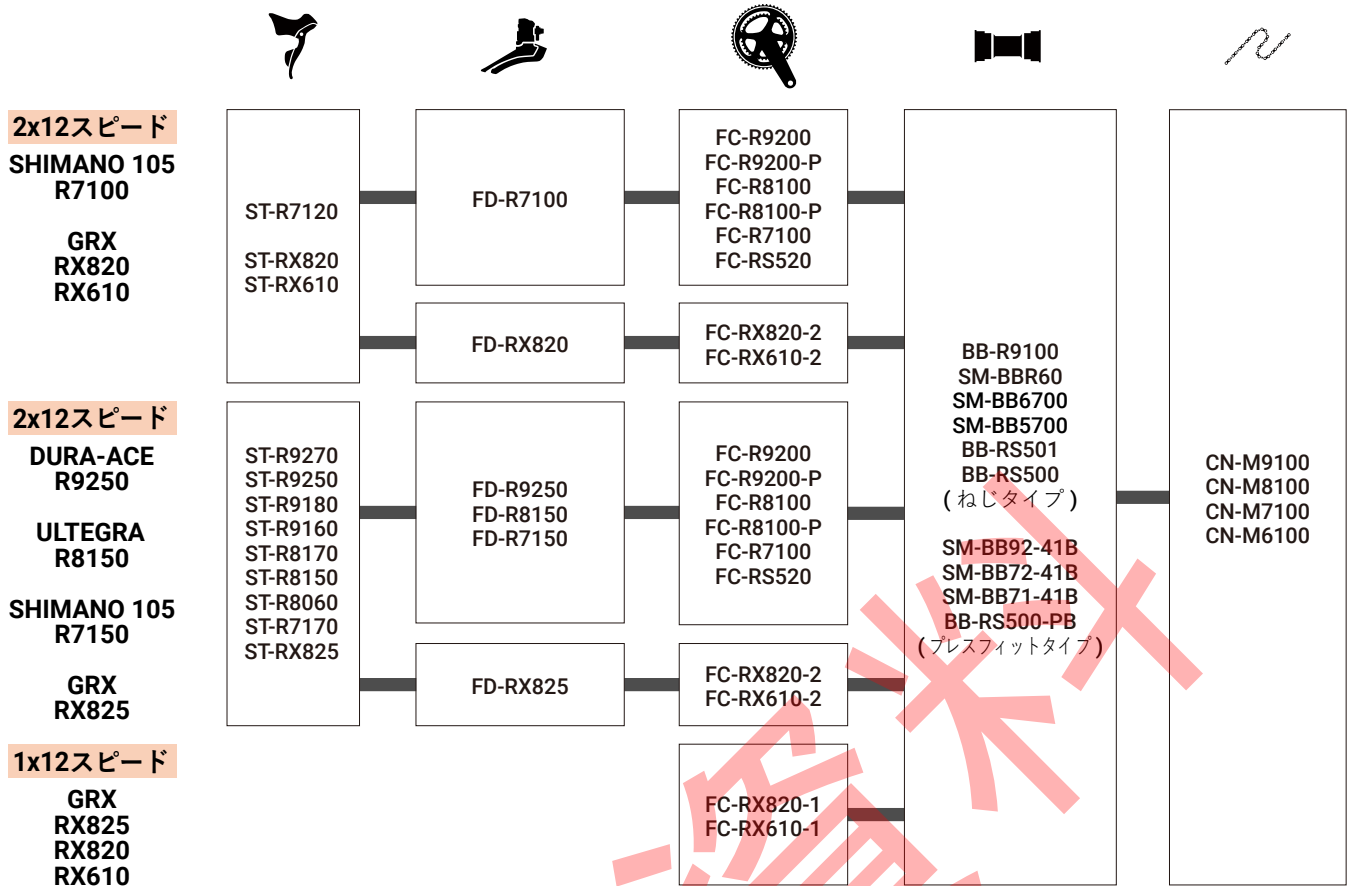 2x12スピード
SHIMANO 105
R7100
GRX
RX820
RX610
ST-R7120
ST-RX820
ST-RX610
FD-R7100
FC-R9200
FC-R9200-P
FC-R8100
FC-R8100-P
FC-R7100
FC-RS520
FD-RX820
FC-RX820-2
FC-RX610-2
2x12スピード
DURA-ACE
R9250
ULTEGRA
R8150
SHIMANO 105
R7150
GRX
RX825
ST-R9270
ST-R9250
ST-R9180
ST-R9160
ST-R8170
ST-R8150
ST-R8060
ST-R7170
ST-RX825
FD-R9250
FD-R8150
FD-R7150
FC-R9200
FC-R9200-P
FC-R8100
FC-R8100-P
FC-R7100
FC-RS520
FD-RX825
FC-RX820-2
FC-RX610-2
1x12スピード
GRX
RX825
RX820
RX610
FC-RX820-1
FC-RX610-1
BB-R9100
SM-BBR60
SM-BB6700
SM-BB5700
BB-RS501
BB-RS500
(ねじタイプ)
SM-BB92-41B
SM-BB72-41B
SM-BB71-41B
BB-RS500-PB
(プレスフィットタイプ)
CN-M9100
CN-M8100
CN-M7100
CN-M6100
料